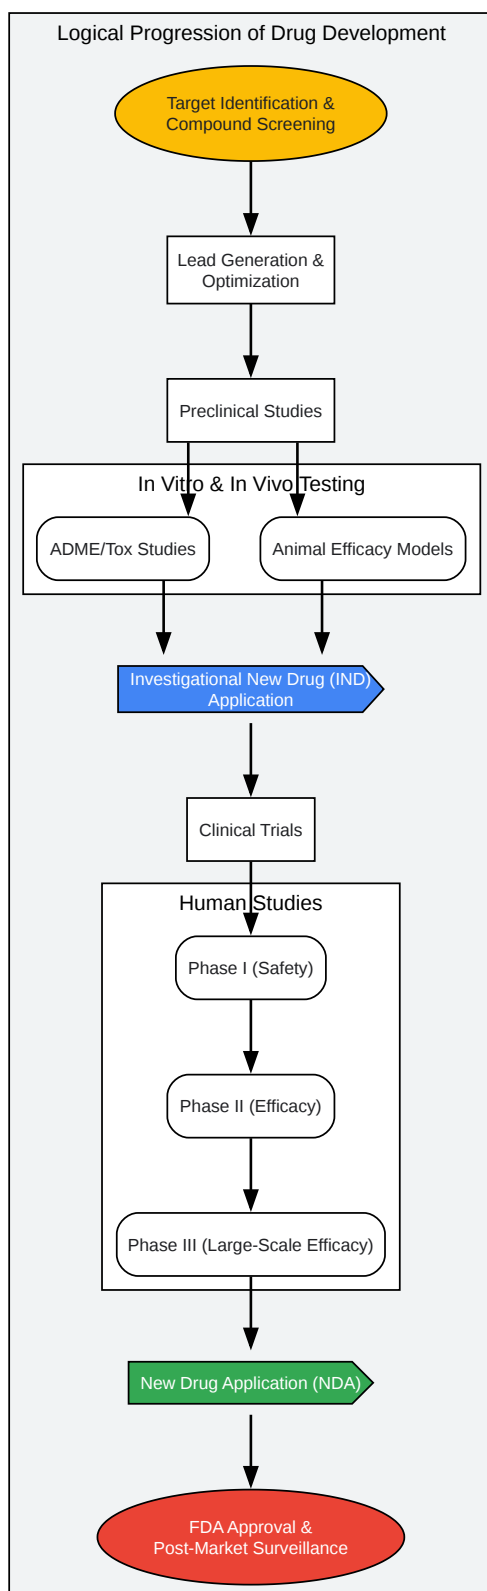 Logical Progression of Drug Development
Target Identification &
Compound Screening
Lead Generation &
Optimization
Preclinical Studies
In Vitro & In Vivo Testing
ADME/Tox Studies
Animal Efficacy Models
Investigational New Drug (IND)
Application
Clinical Trials
Human Studies
Phase I (Safety)
Phase II (Efficacy)
Phase III (Large-Scale Efficacy)
New Drug Application (NDA)
FDA Approval &
Post-Market Surveillance